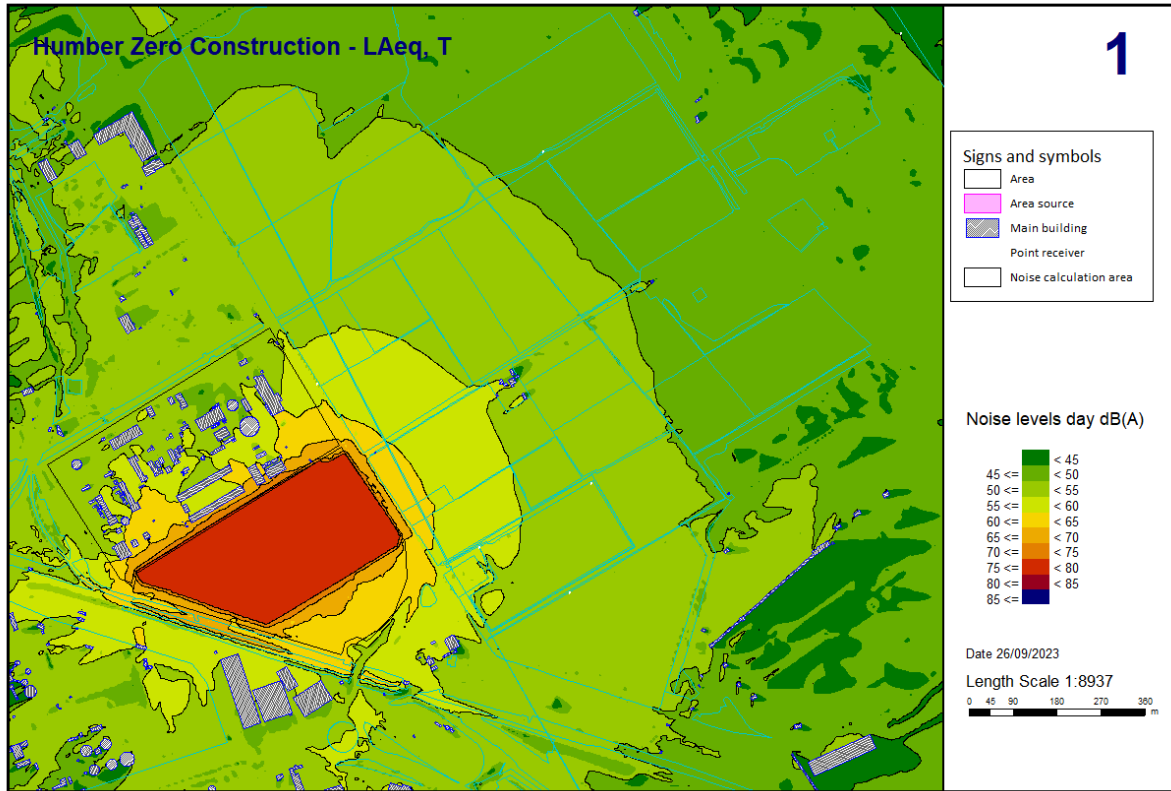 Humber Zero Construction - LAeq, T
1
Signs and symbols
Area
Area source
Main building
Point receiver
Noise calculation area
Noise levels day dB(A)
< 45
45 <= < 50
50 <= < 55
55 <= < 60
60 <= < 65
65 <= < 70
70 <= < 75
75 <= < 80
80 <= < 85
85 <=
Date 26/09/2023
Length Scale 1:8937
0 45 90 180 270 360
m